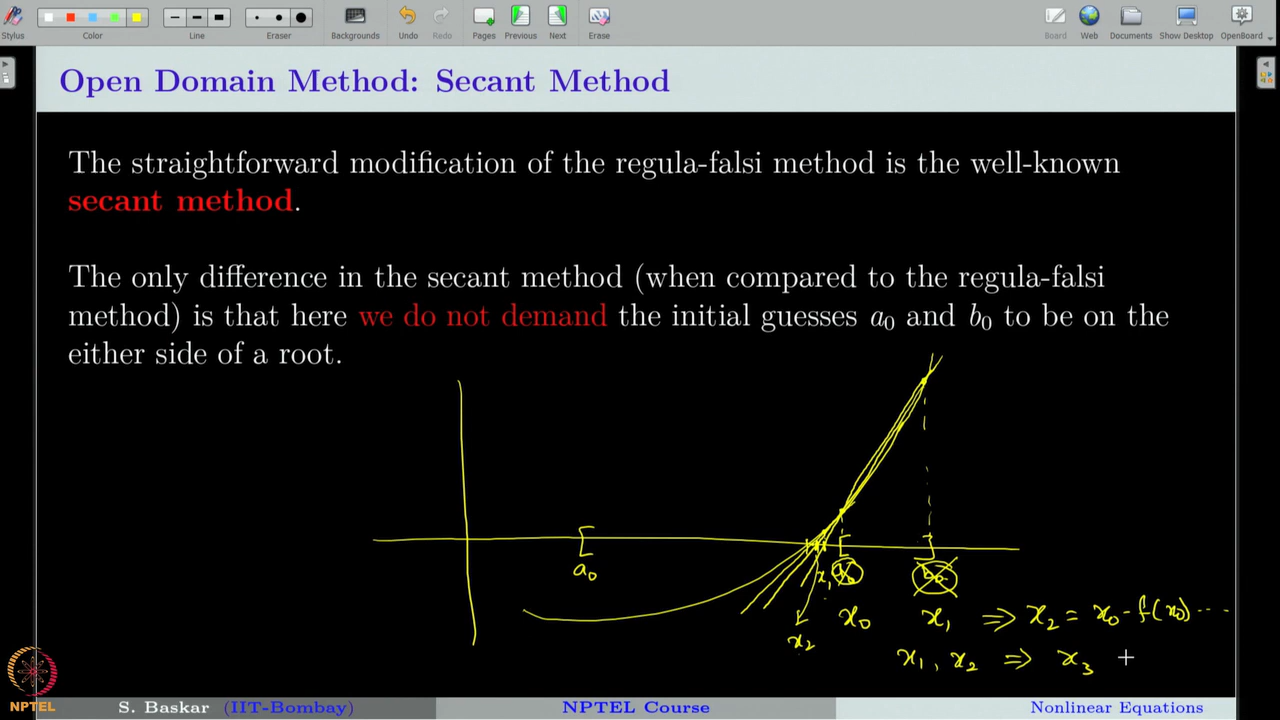 Stylus
Color
Line
Eraser
Backgrounds
Undo
Redo
Pages
Previous
Next
Erase
Board
Web
Documents
Show Desktop
OpenBoard
Open Domain Method: Secant Method
The straightforward modification of the regula-falsi method is the well-known
secant method.
The only difference in the secant method (when compared to the regula-falsi
method) is that here we do not demand the initial guesses a₀ and b₀ to be on the
either side of a root.
a₀
x₂
x₀ x₁ ⇒ x₂ = x₀ - f(x₀) ...
x₁, x₂ ⇒ x₃
NPTEL
S. Baskar (IIT-Bombay) NPTEL Course Nonlinear Equations